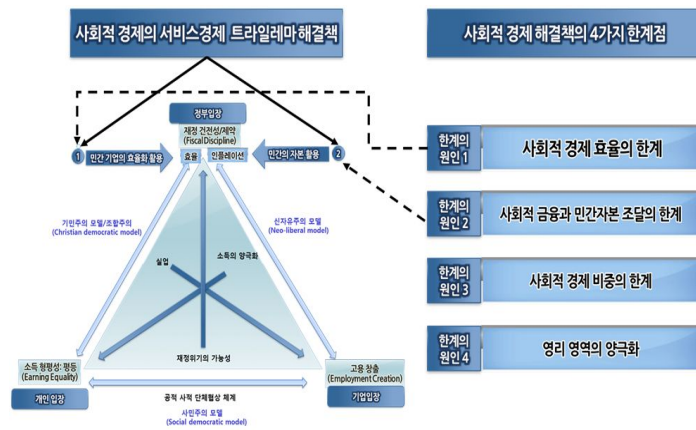 사회적 경제의 서비스경제 트라일레마 해결책
사회적 경제 해결책의 4가지 한계점
정부입장
재정 건전성/제약
(Fiscal Discipline)
1 민간 기업의 효율화 활용
효율
인플레이션
민간의 자본 활용 2
기민주의 모델/조합주의
(Christian democratic model)
신자유주의 모델
(Neo-liberal model)
실업
소득의 양극화
재정위기의 가능성
소득 형평성: 평등
(Earning Equality)
개인 입장
고용 창출
(Employment Creation)
기업입장
공적 사적 단체협상 체계
사민주의 모델
(Social democratic model)
한계의
원인 1
사회적 경제 효율의 한계
한계의
원인 2
사회적 금융과 민간자본 조달의 한계
한계의
원인 3
사회적 경제 비중의 한계
한계의
원인 4
영리 영역의 양극화